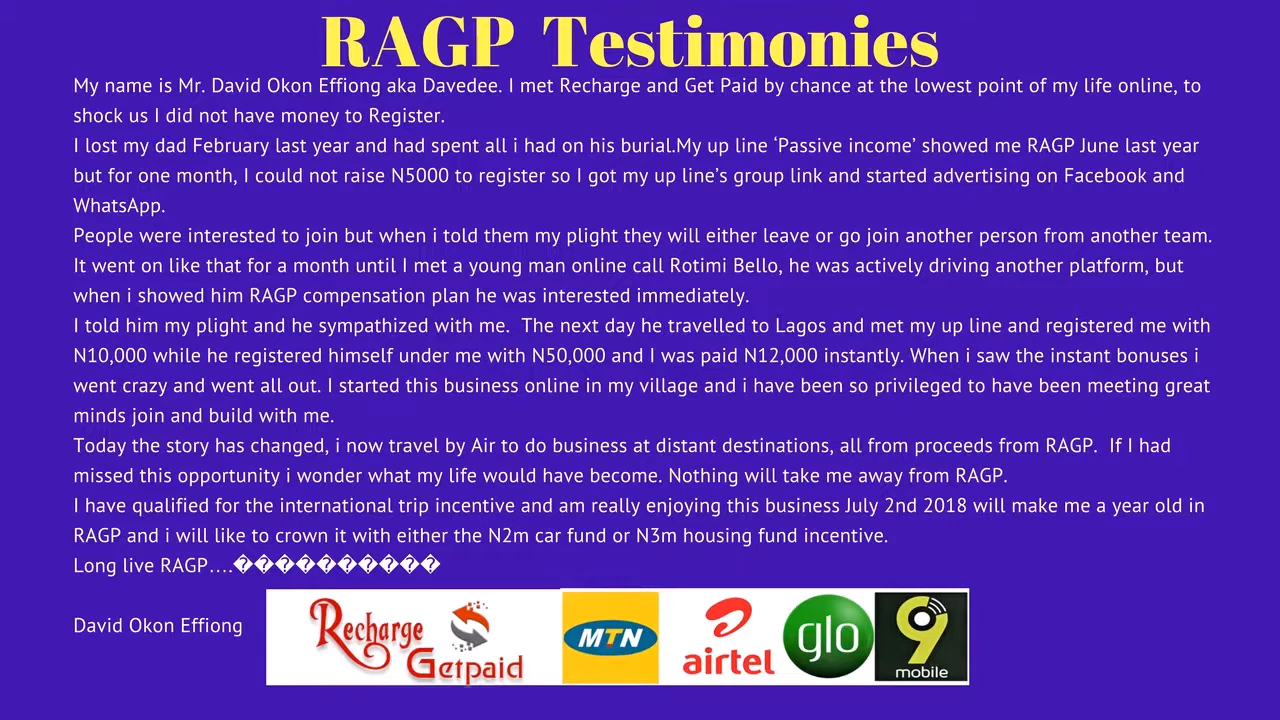 RAGP Testimonies
My name is Mr. David Okon Effiong aka Davedee. I met Recharge and Get Paid by chance at the lowest point of my life online, to
shock us I did not have money to Register.
I lost my dad February last year and had spent all i had on his burial.My up line ‘Passive income’ showed me RAGP June last year
but for one month, I could not raise N5000 to register so I got my up line’s group link and started advertising on Facebook and
WhatsApp.
People were interested to join but when i told them my plight they will either leave or go join another person from another team.
It went on like that for a month until I met a young man online call Rotimi Bello, he was actively driving another platform, but
when i showed him RAGP compensation plan he was interested immediately.
I told him my plight and he sympathized with me.  The next day he travelled to Lagos and met my up line and registered me with
N10,000 while he registered himself under me with N50,000 and I was paid N12,000 instantly. When i saw the instant bonuses i
went crazy and went all out. I started this business online in my village and i have been so privileged to have been meeting great
minds join and build with me.
Today the story has changed, i now travel by Air to do business at distant destinations, all from proceeds from RAGP.  If I had
missed this opportunity i wonder what my life would have become. Nothing will take me away from RAGP.
I have qualified for the international trip incentive and am really enjoying this business July 2nd 2018 will make me a year old in
RAGP and i will like to crown it with either the N2m car fund or N3m housing fund incentive.
Long live RAGP....����������
David Okon Effiong
Recharge Getpaid
MTN
airtel
glo
9 mobile